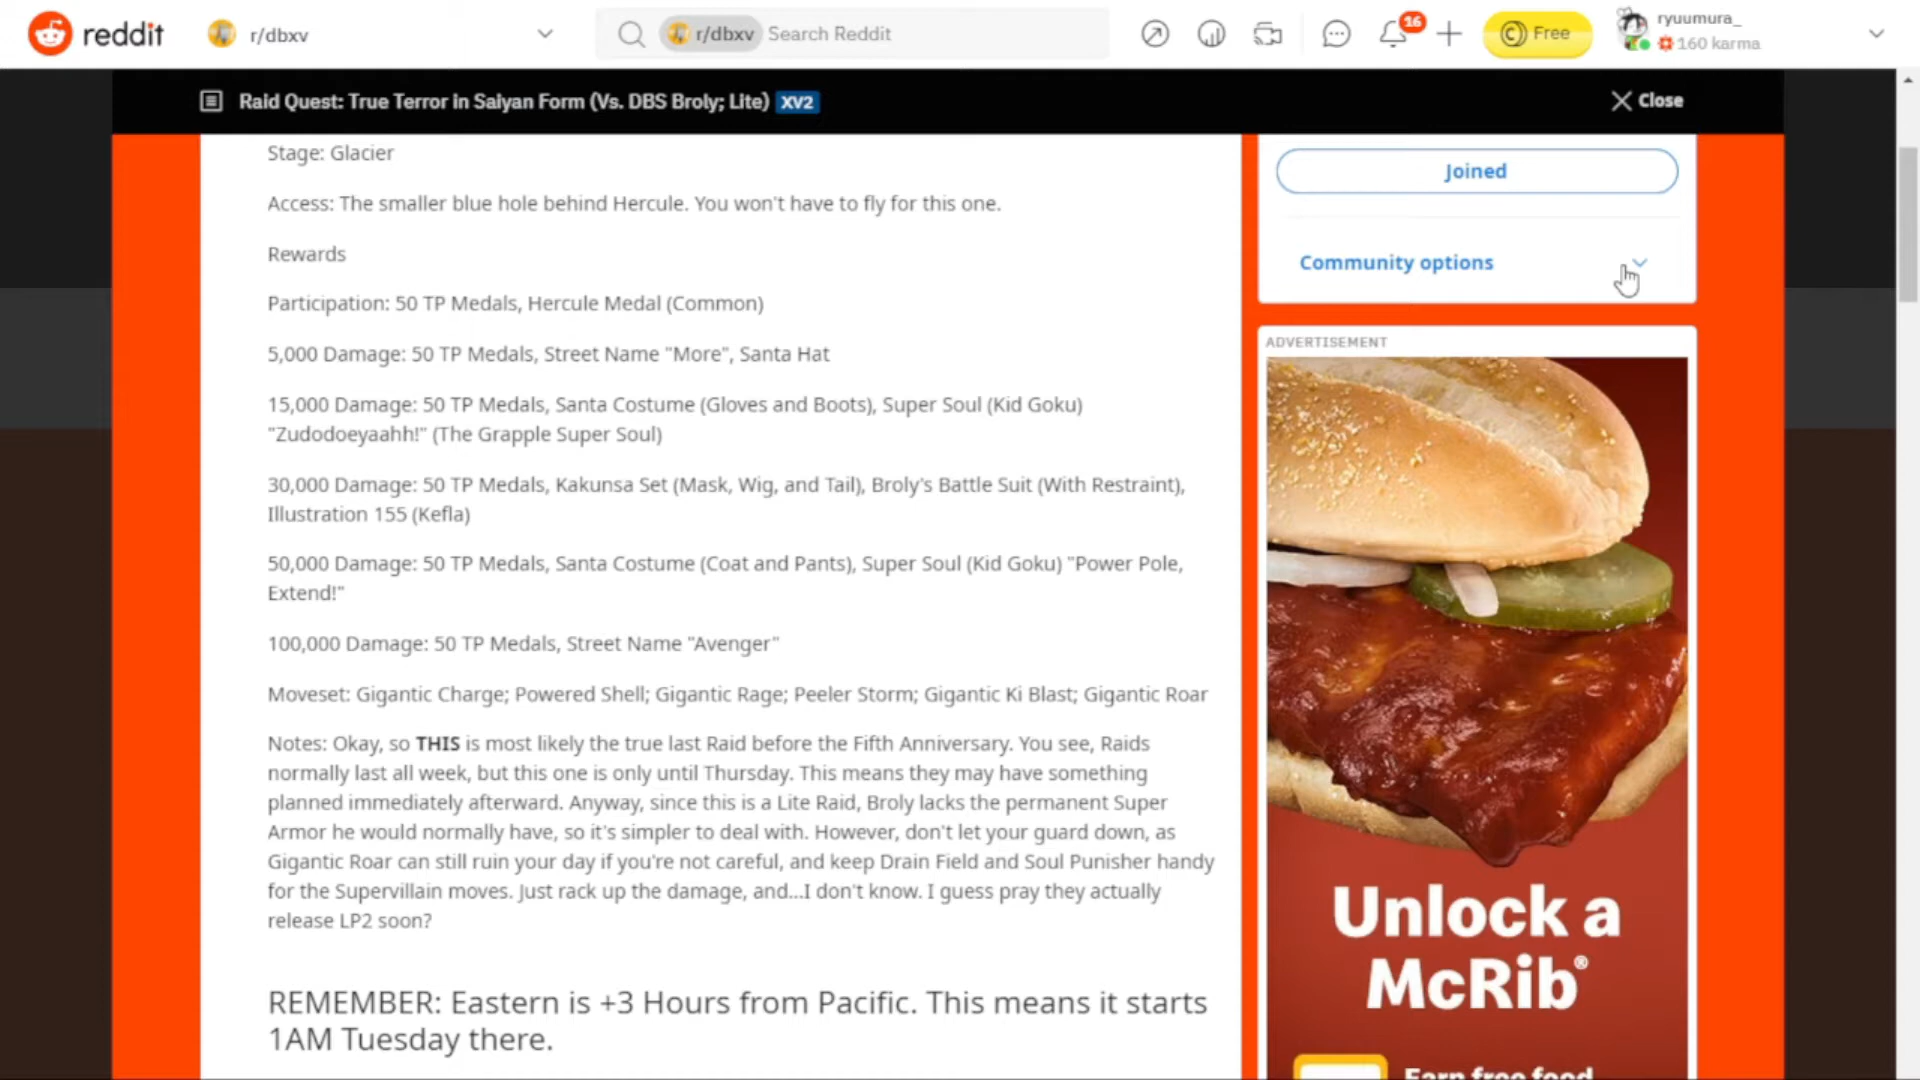 reddit
r/dbxv
r/dbxv Search Reddit
16
Free
ryuumura_
160 karma
Raid Quest: True Terror in Saiyan Form (Vs. DBS Broly; Lite) XV2
Close
Stage: Glacier
Access: The smaller blue hole behind Hercule. You won't have to fly for this one.
Rewards
Participation: 50 TP Medals, Hercule Medal (Common)
5,000 Damage: 50 TP Medals, Street Name "More", Santa Hat
15,000 Damage: 50 TP Medals, Santa Costume (Gloves and Boots), Super Soul (Kid Goku)
"Zudodoeyaahh!" (The Grapple Super Soul)
30,000 Damage: 50 TP Medals, Kakunsa Set (Mask, Wig, and Tail), Broly's Battle Suit (With Restraint),
Illustration 155 (Kefla)
50,000 Damage: 50 TP Medals, Santa Costume (Coat and Pants), Super Soul (Kid Goku) "Power Pole,
Extend!"
100,000 Damage: 50 TP Medals, Street Name "Avenger"
Moveset: Gigantic Charge; Powered Shell; Gigantic Rage; Peeler Storm; Gigantic Ki Blast; Gigantic Roar
Notes: Okay, so THIS is most likely the true last Raid before the Fifth Anniversary. You see, Raids
normally last all week, but this one is only until Thursday. This means they may have something
planned immediately afterward. Anyway, since this is a Lite Raid, Broly lacks the permanent Super
Armor he would normally have, so it's simpler to deal with. However, don't let your guard down, as
Gigantic Roar can still ruin your day if you're not careful, and keep Drain Field and Soul Punisher handy
for the Supervillain moves. Just rack up the damage, and...I don't know. I guess pray they actually
release LP2 soon?
REMEMBER: Eastern is +3 Hours from Pacific. This means it starts
1AM Tuesday there.
Joined
Community options
ADVERTISEMENT
Unlock a
McRib®
Earn free food